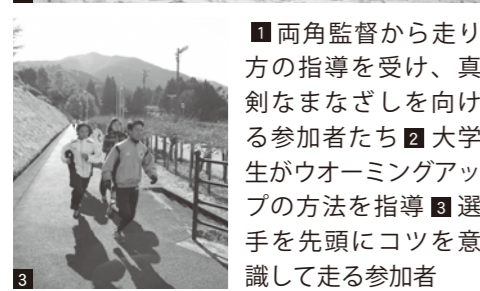 1 両角監督から走り
方の指導を受け、真
剣なまなざしを向け
る参加者たち 2 大学
生がウオーミングアッ
プの方法を指導 3 選
手を先頭にコツを意
識して走る参加者
3